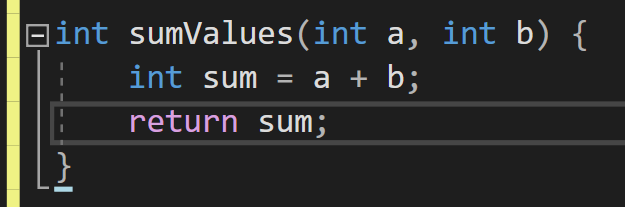 int sumValues(int a, int b) {
    int sum = a + b;
    return sum;
}